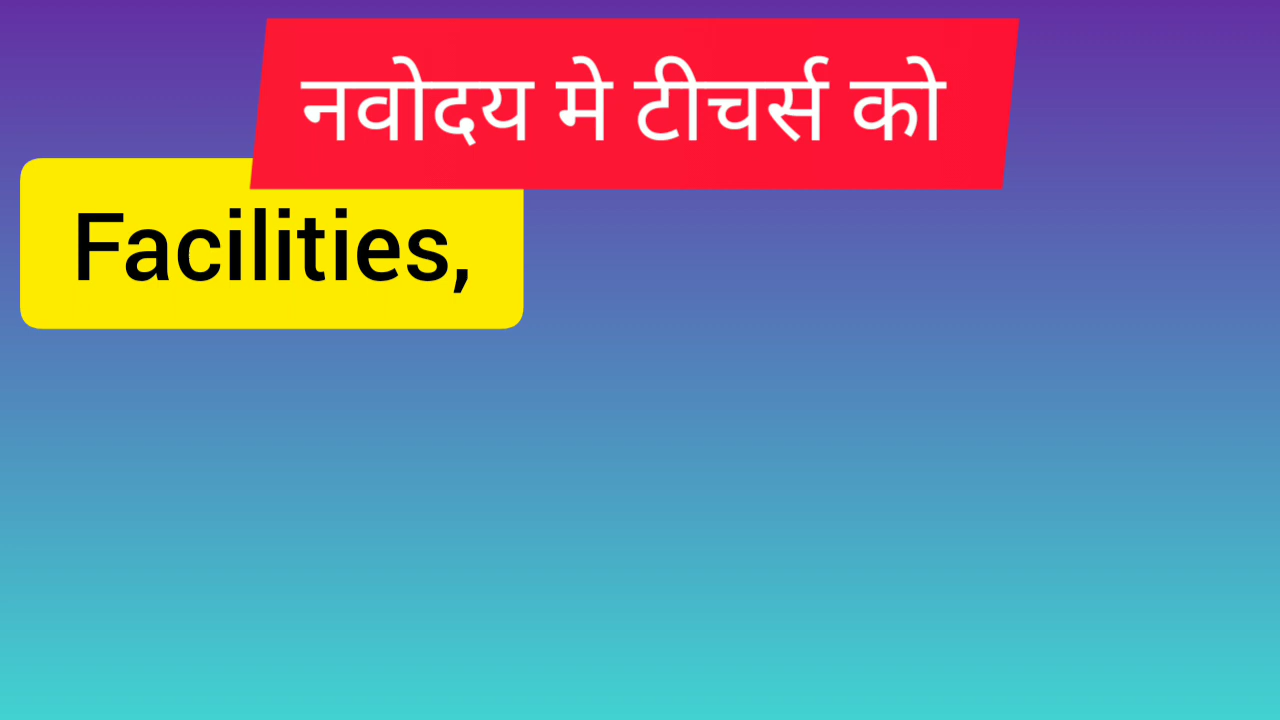 नवोदय मे टीचर्स को
Facilities,